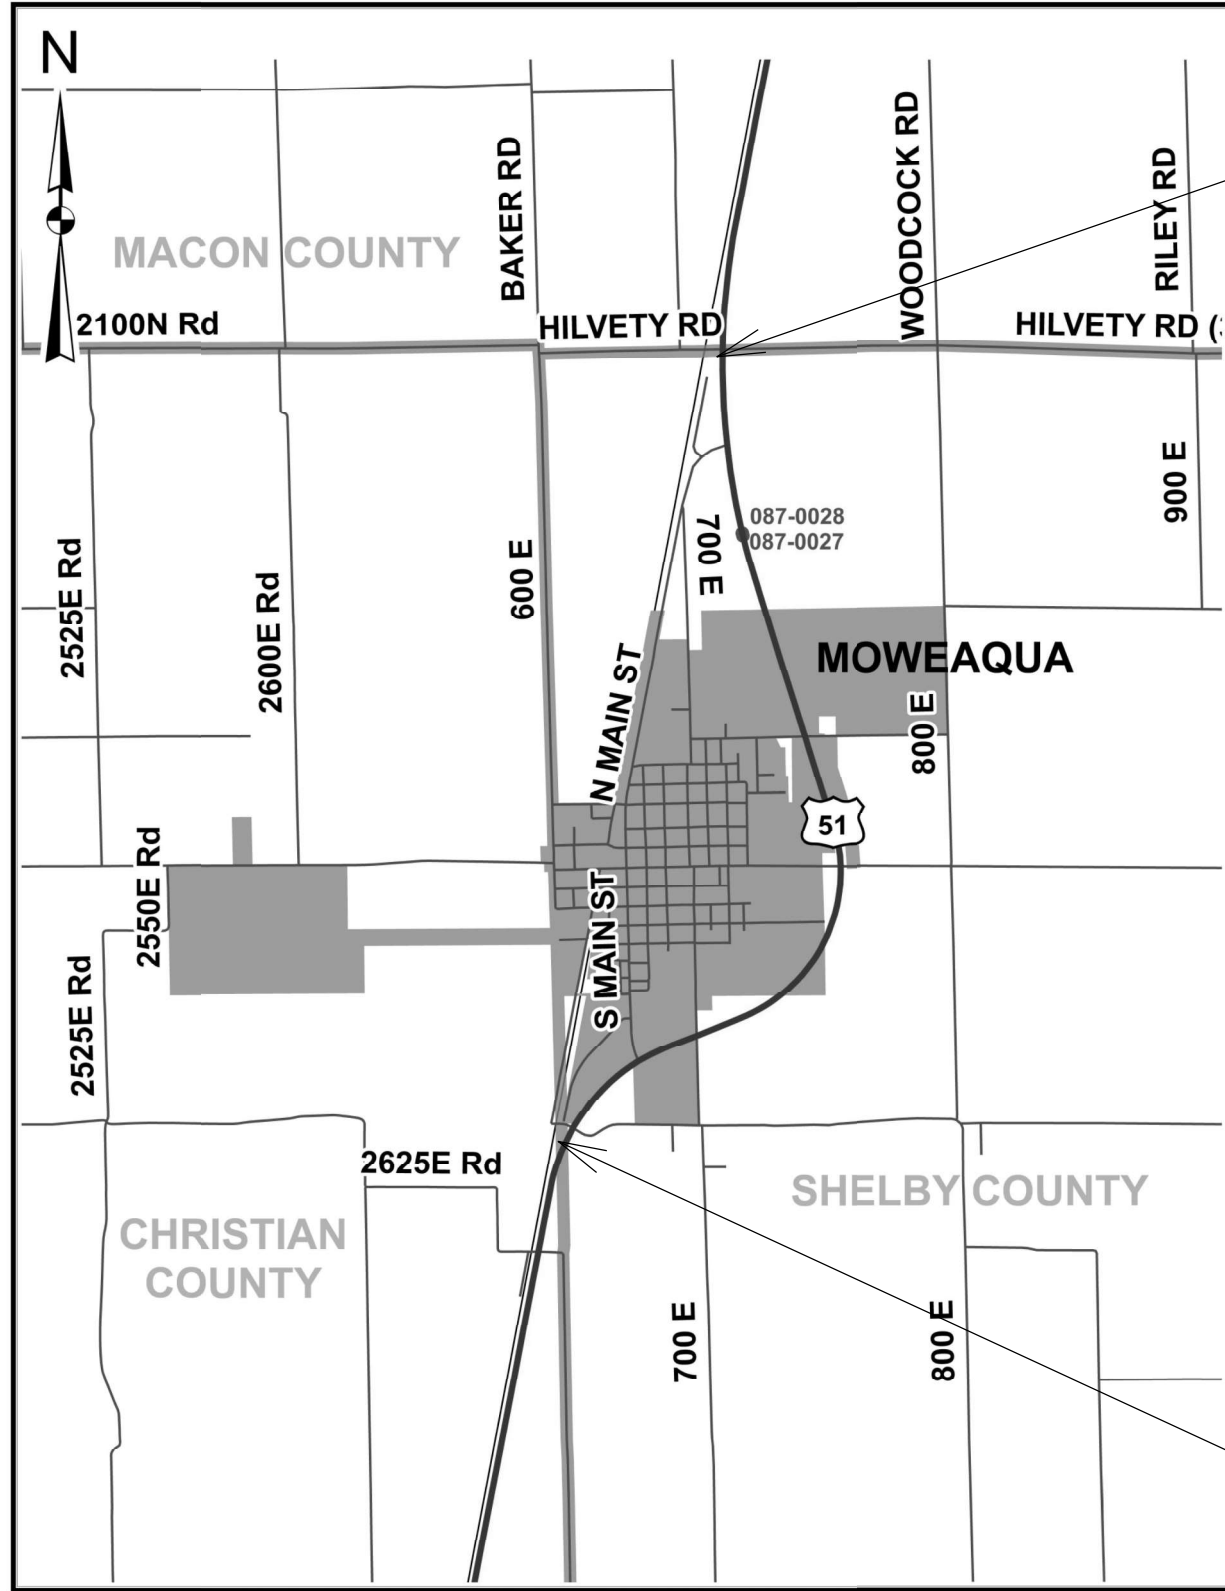 N
BAKER RD
WOODCOCK RD
RILEY RD
MACON COUNTY
2100N Rd
HILVETY RD
HILVETY RD (
900 E
087-0028
087-0027
700 E
600 E
2525E Rd
2600E Rd
MOWEAQUA
N MAIN ST
800 E
51
2550E Rd
S MAIN ST
2525E Rd
2625E Rd
SHELBY COUNTY
CHRISTIAN
COUNTY
700 E
800 E